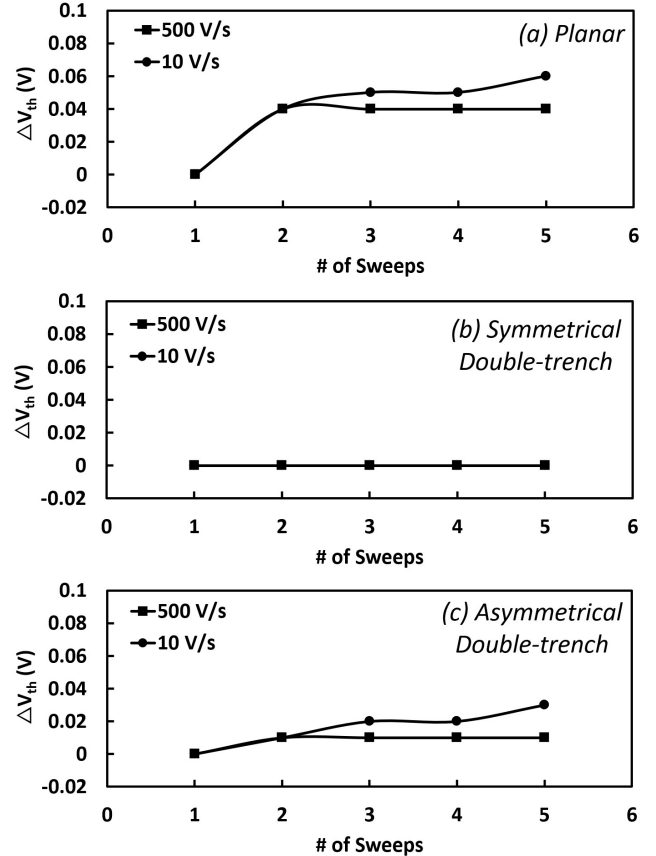 0.1
0.08
0.06
0.04
0.02
0
-0.02
△Vth (V)
500 V/s
10 V/s
(a) Planar
0 1 2 3 4 5 6
# of Sweeps
0.1
0.08
0.06
0.04
0.02
0
-0.02
△Vth (V)
500 V/s
10 V/s
(b) Symmetrical
Double-trench
0 1 2 3 4 5 6
# of Sweeps
0.1
0.08
0.06
0.04
0.02
0
-0.02
△Vth (V)
500 V/s
10 V/s
(c) Asymmetrical
Double-trench
0 1 2 3 4 5 6
# of Sweeps